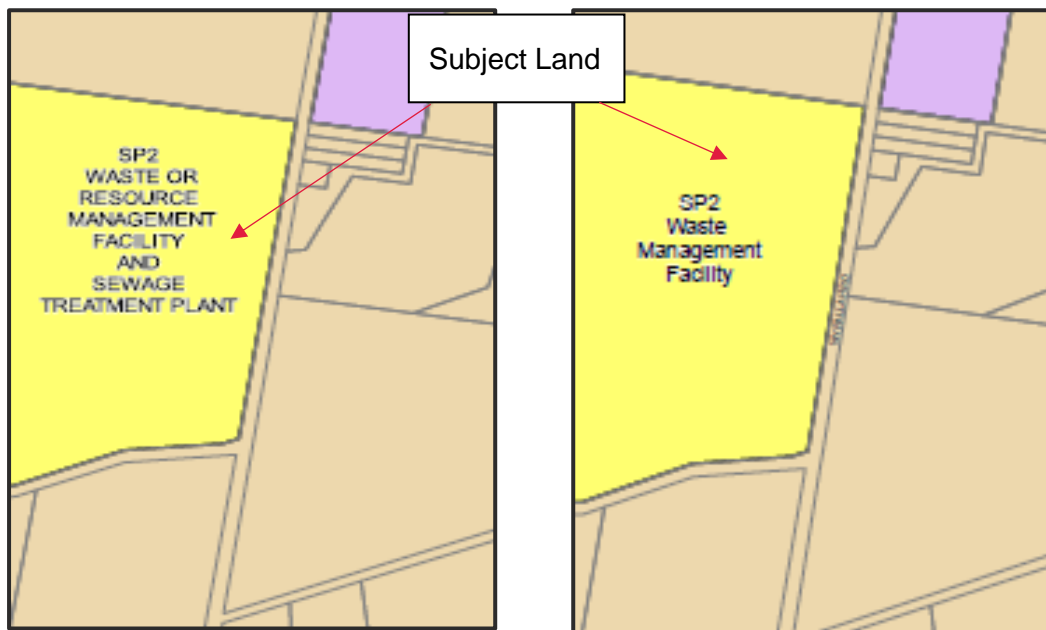 Subject Land
SP2
WASTE OR
RESOURCE
MANAGEMENT
FACILITY
AND
SEWAGE
TREATMENT PLANT
SP2
Waste
Management
Facility